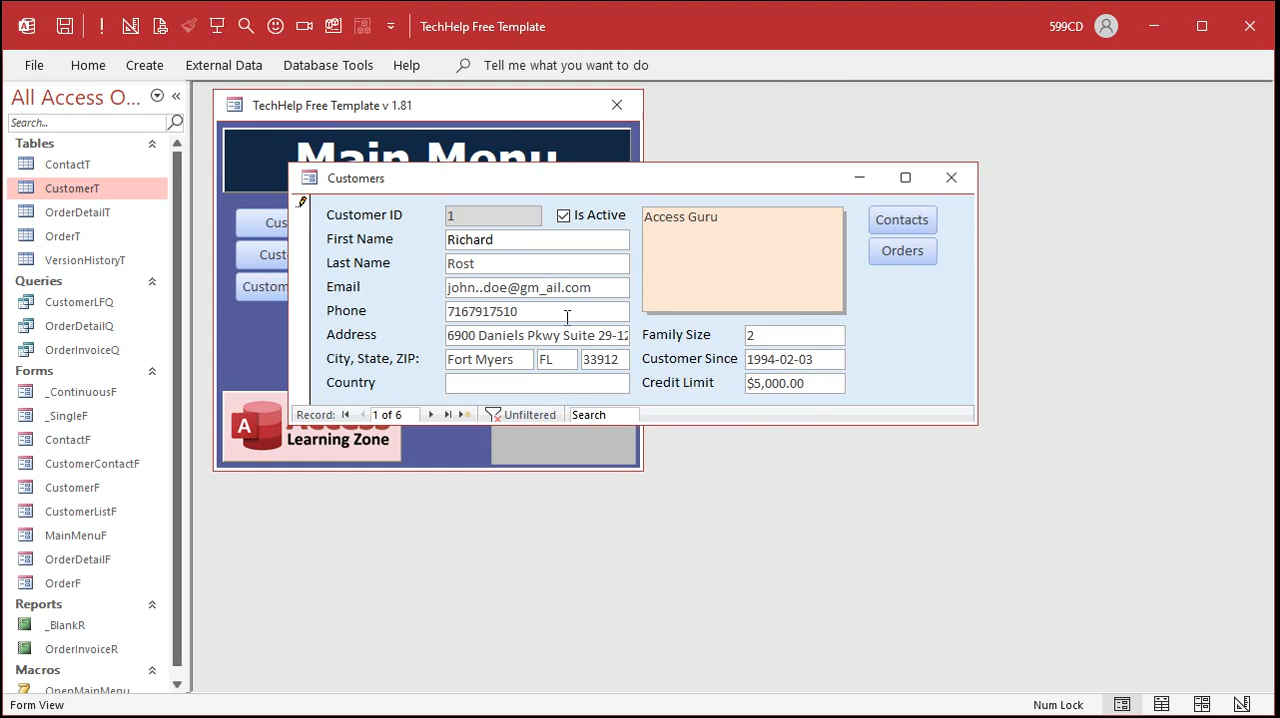 TechHelp Free Template
599CD
File Home Create External Data Database Tools Help Tell me what you want to do
All Access O...
Search...
Tables
ContactT
CustomerT
OrderDetailT
OrderT
VersionHistoryT
Queries
CustomerLFQ
OrderDetailQ
OrderInvoiceQ
Forms
_ContinuousF
_SingleF
ContactF
CustomerContactF
CustomerF
CustomerListF
MainMenuF
OrderDetailF
OrderF
Reports
_BlankR
OrderInvoiceR
Macros
OpenMainMenu
TechHelp Free Template v 1.81
Main Menu
Cus
Custo
Custom
A
Learning Zone
Customers
Customer ID 1 Is Active
First Name Richard
Last Name Rost
Email john..doe@gm_ail.com
Phone 7167917510
Address 6900 Daniels Pkwy Suite 29-12
City, State, ZIP: Fort Myers FL 33912
Country
Access Guru
Contacts
Orders
Family Size 2
Customer Since 1994-02-03
Credit Limit $5,000.00
Record: 1 of 6 Unfiltered Search
Form View
Num Lock